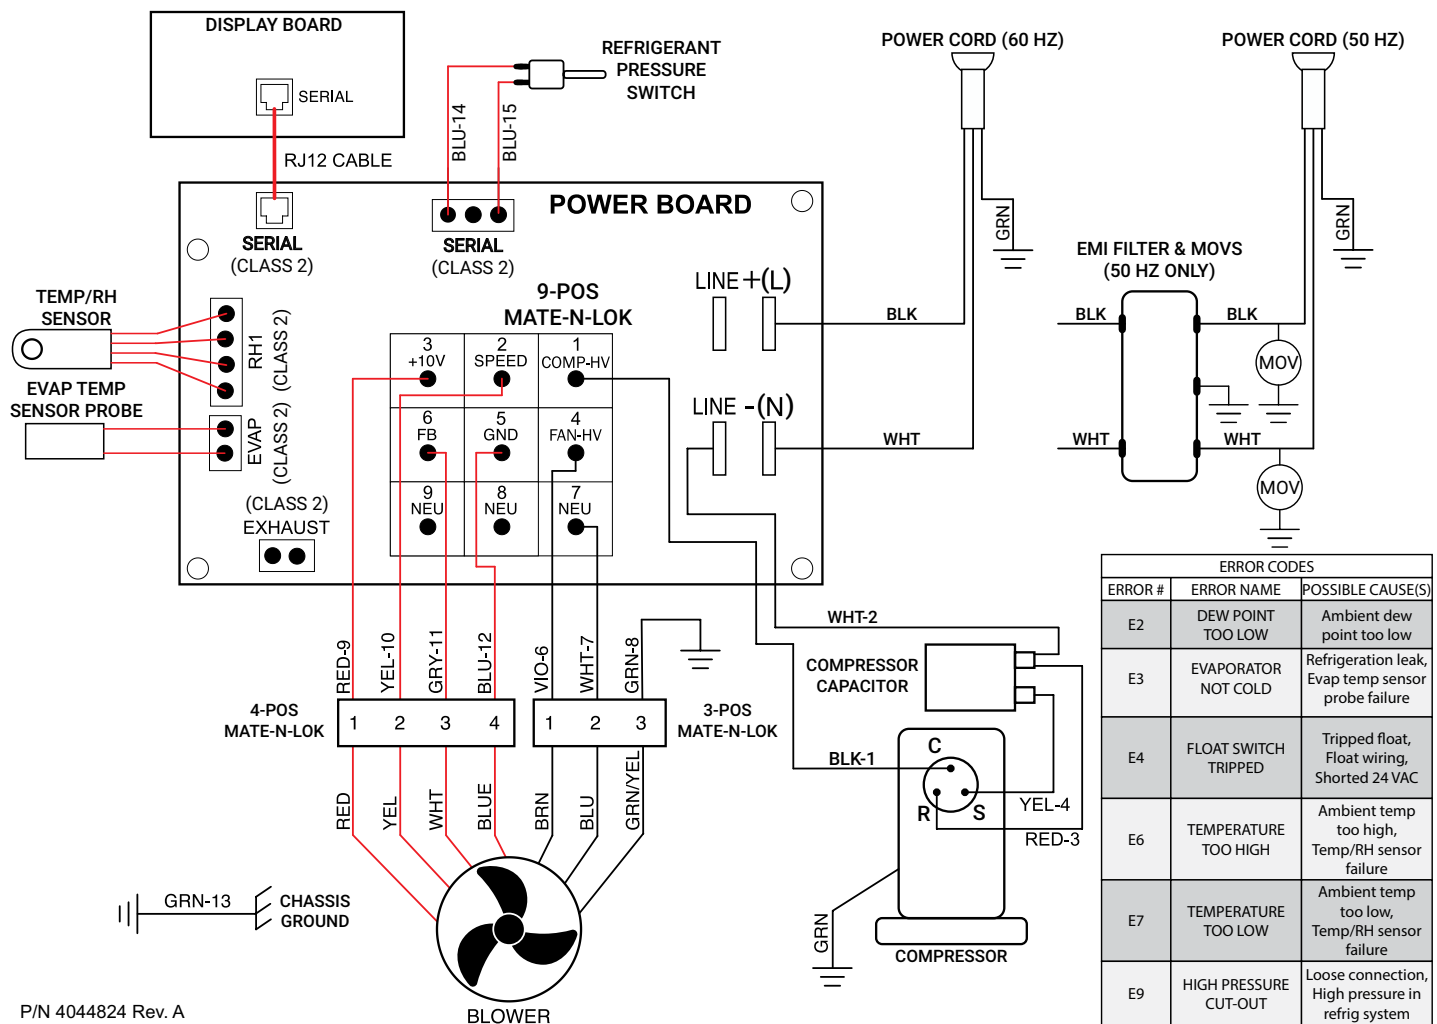 DISPLAY BOARD
SERIAL
RJ12 CABLE
REFRIGERANT
PRESSURE
SWITCH
BLU-14
BLU-15
POWER CORD (60 HZ)
POWER CORD (50 HZ)
GRN
GRN
POWER BOARD
SERIAL
(CLASS 2)
SERIAL
(CLASS 2)
EMI FILTER & MOVS
(50 HZ ONLY)
TEMP/RH
SENSOR
RH1
(CLASS 2)
EVAP TEMP
SENSOR PROBE
EVAP
(CLASS 2)
(CLASS 2)
EXHAUST
9-POS
MATE-N-LOK
3
+10V
2
SPEED
1
COMP-HV
6
FB
5
GND
4
FAN-HV
9
NEU
8
NEU
7
NEU
LINE +(L)
LINE -(N)
BLK
WHT
BLK
BLK
WHT
WHT
MOV
MOV
RED-9
YEL-10
GRY-11
BLU-12
VIO-6
WHT-7
GRN-8
4-POS
MATE-N-LOK
1 2 3 4
1 2 3
3-POS
MATE-N-LOK
RED
YEL
WHT
BLUE
BRN
BLU
GRN/YEL
WHT-2
COMPRESSOR
CAPACITOR
BLK-1
C
R S
YEL-4
RED-3
GRN
COMPRESSOR
GRN-13
CHASSIS
GROUND
BLOWER
P/N 4044824 Rev. A
ERROR CODES
ERROR # ERROR NAME POSSIBLE CAUSE(S)
E2
DEW POINT
TOO LOW
Ambient dew
point too low
E3
EVAPORATOR
NOT COLD
Refrigeration leak,
Evap temp sensor
probe failure
E4
FLOAT SWITCH
TRIPPED
Tripped float,
Float wiring,
Shorted 24 VAC
E6
TEMPERATURE
TOO HIGH
Ambient temp
too high,
Temp/RH sensor
failure
E7
TEMPERATURE
TOO LOW
Ambient temp
too low,
Temp/RH sensor
failure
E9
HIGH PRESSURE
CUT-OUT
Loose connection,
High pressure in
refrig system